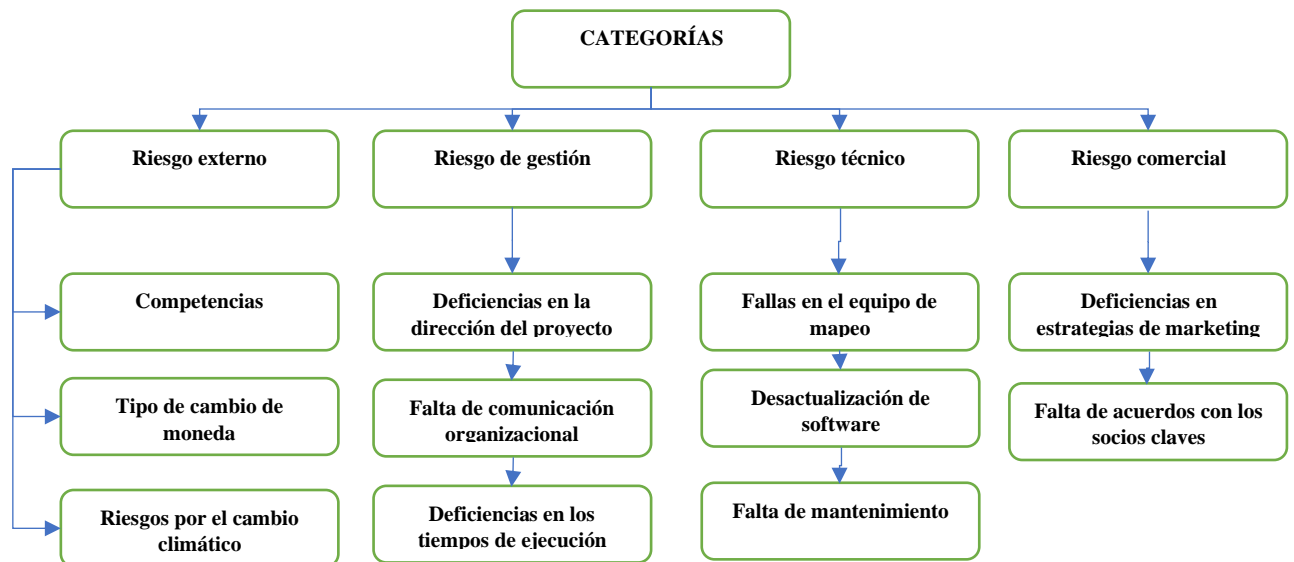 CATEGORÍAS
Riesgo externo
Riesgo de gestión
Riesgo técnico
Riesgo comercial
Competencias
Deficiencias en la
dirección del proyecto
Fallas en el equipo de
mapeo
Deficiencias en
estrategias de marketing
Tipo de cambio de
moneda
Falta de comunicación
organizacional
Desactualización de
software
Falta de acuerdos con los
socios claves
Riesgos por el cambio
climático
Deficiencias en los
tiempos de ejecución
Falta de mantenimiento